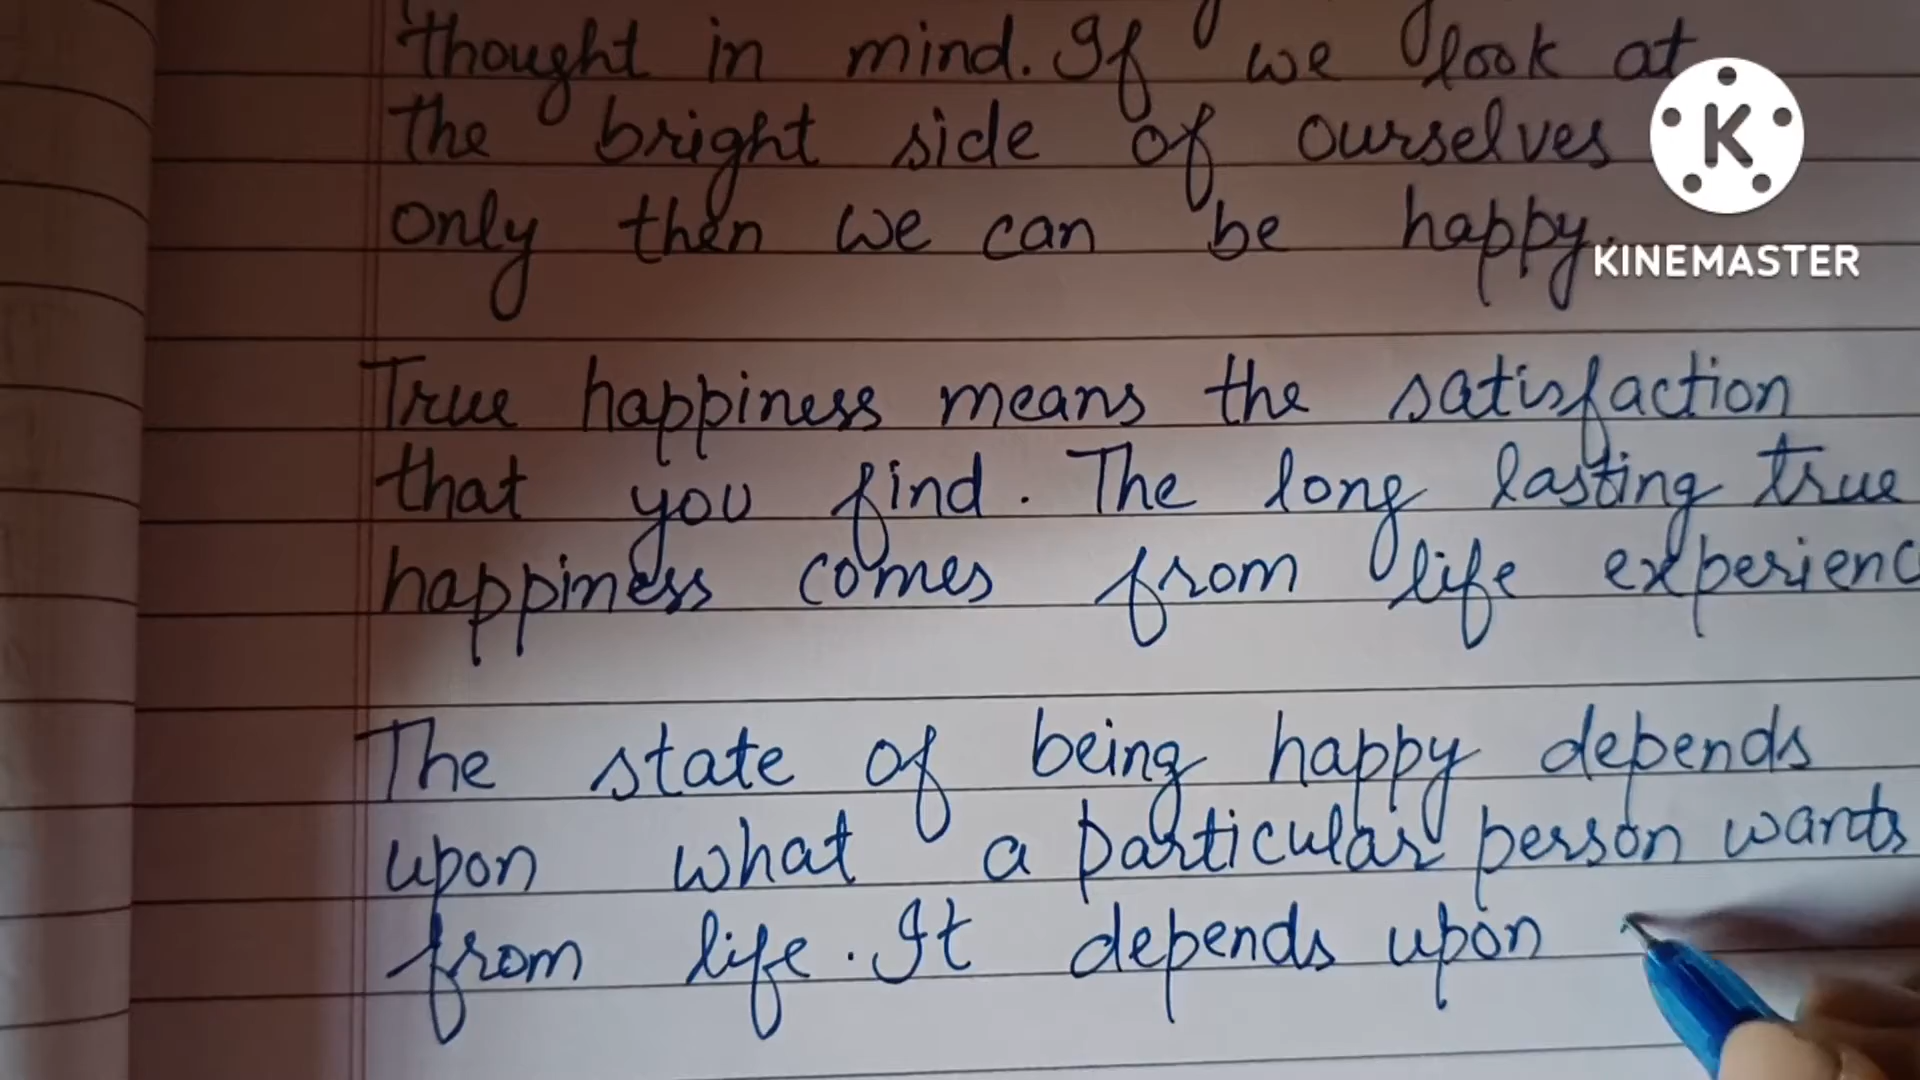 thought in mind. If we look at
the bright side of ourselves
only then we can be happy.
True happiness means the satisfaction
that you find. The long lasting true
happiness comes from life experienc
The state of being happy depends
upon what a particular person wants
from life. It depends upon
K
KINEMASTER